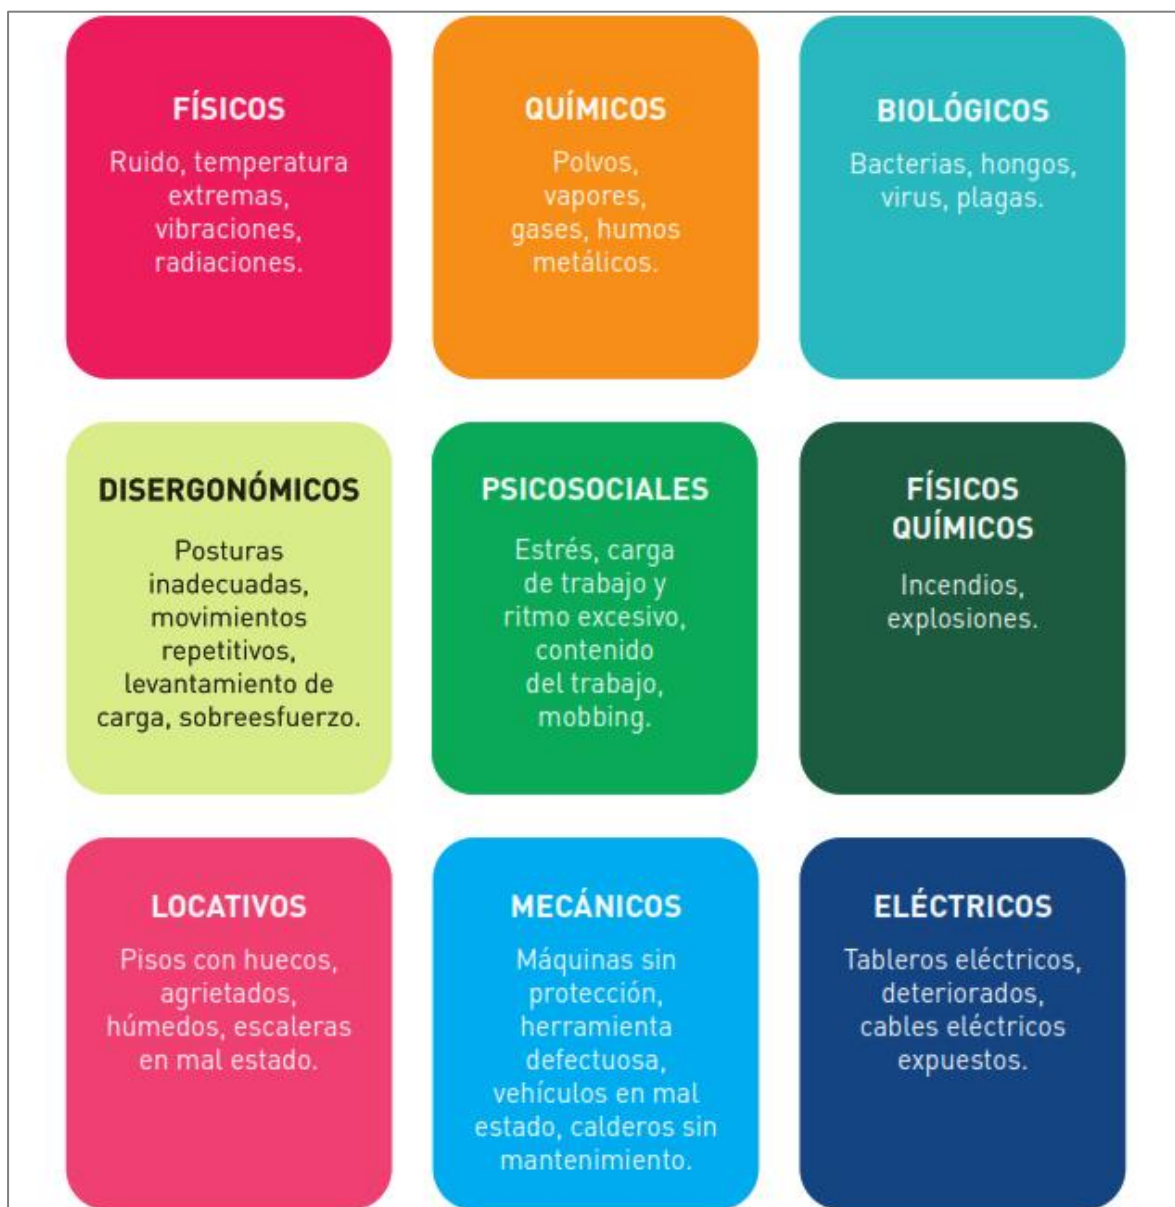 FÍSICOS
Ruido, temperatura
extremas,
vibraciones,
radiaciones.
QUÍMICOS
Polvos,
vapores,
gases, humos
metálicos.
BIOLÓGICOS
Bacterias, hongos,
virus, plagas.
DISERGONÓMICOS
Posturas
inadecuadas,
movimientos
repetitivos,
levantamiento de
carga, sobreesfuerzo.
PSICOSOCIALES
Estrés, carga
de trabajo y
ritmo excesivo,
contenido
del trabajo,
mobbing.
FÍSICOS
QUÍMICOS
Incendios,
explosiones.
LOCATIVOS
Pisos con huecos,
agrietados,
húmedos, escaleras
en mal estado.
MECÁNICOS
Máquinas sin
protección,
herramienta
defectuosa,
vehículos en mal
estado, calderos sin
mantenimiento.
ELÉCTRICOS
Tableros eléctricos,
deteriorados,
cables eléctricos
expuestos.